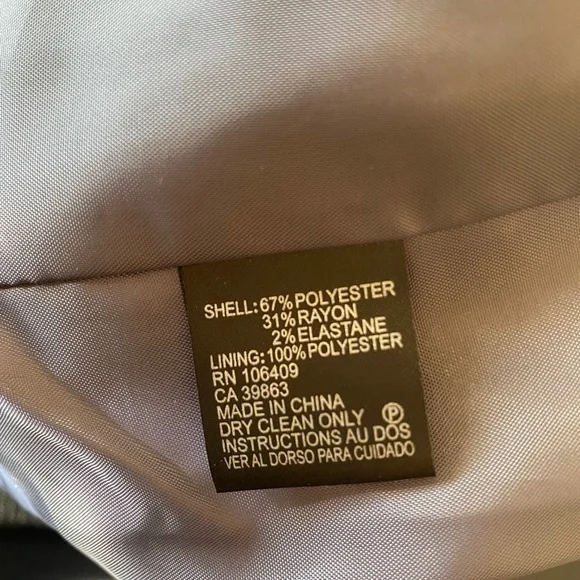 SHELL:67%POLYESTER
31%RAYON
2%ELASTANE
LINING:100%POLYESTER
RN 106409
CA 39863
MADE IN CHINA
DRY CLEAN ONLY Ⓟ
INSTRUCTIONS AU DOS
VER AL DORSO PARA CUIDADO